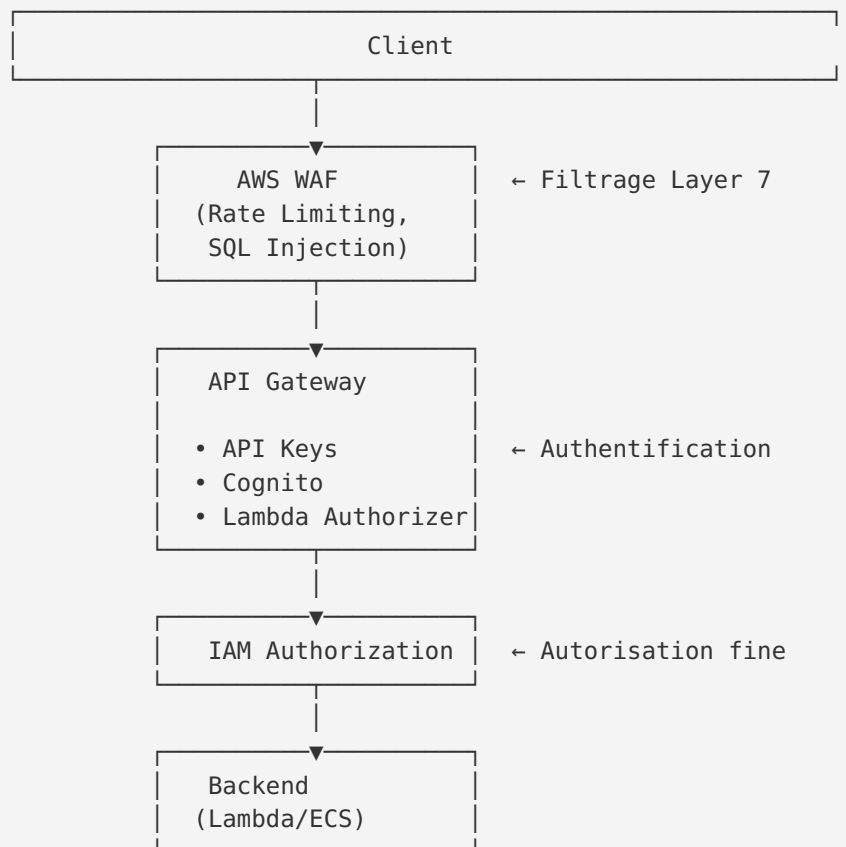 Client
AWS WAF ← Filtrage Layer 7
(Rate Limiting,
SQL Injection)
API Gateway
• API Keys ← Authentification
• Cognito
• Lambda Authorizer
IAM Authorization ← Autorisation fine
Backend
(Lambda/ECS)